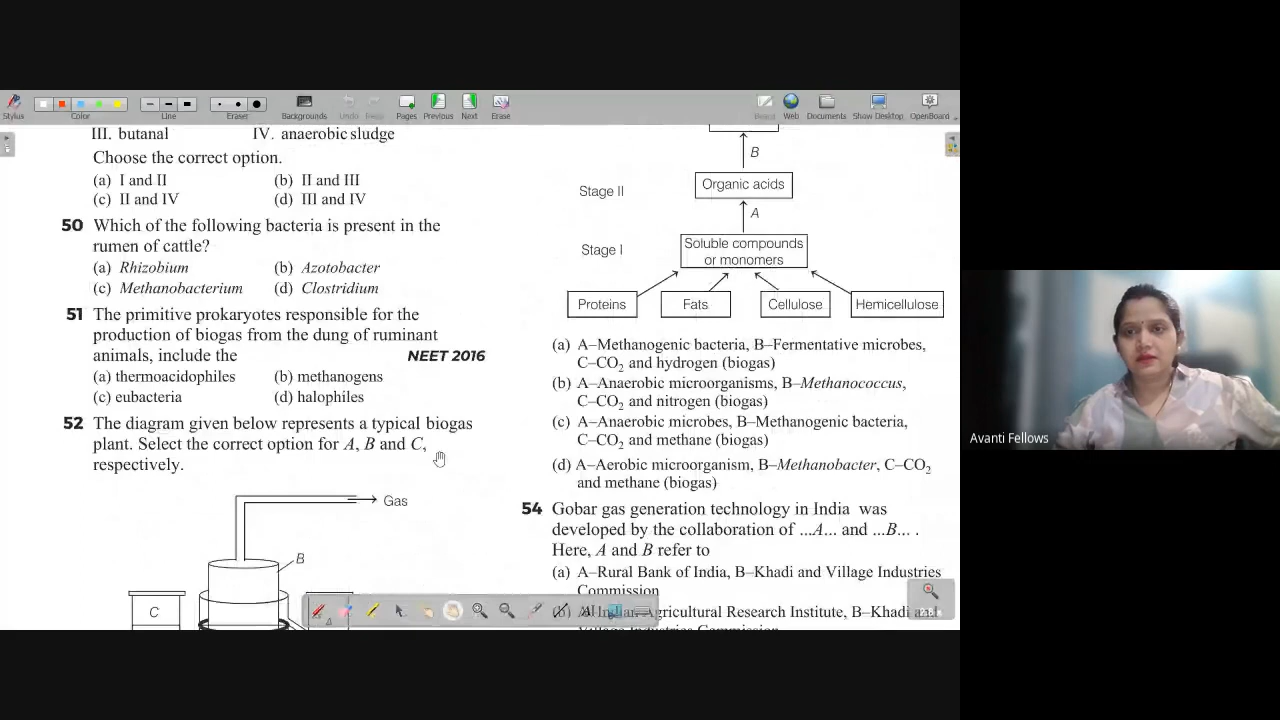 Stylus
Color
Line
Eraser
Backgrounds
Undo
Pages
Previous
Next
Erase
Board
Web
Documents
Show Desktop
OpenBoard
III. butanal IV. anaerobic sludge
Choose the correct option.
(a) I and II (b) II and III
(c) II and IV (d) III and IV
50 Which of the following bacteria is present in the
rumen of cattle?
(a) Rhizobium (b) Azotobacter
(c) Methanobacterium (d) Clostridium
51 The primitive prokaryotes responsible for the
production of biogas from the dung of ruminant
animals, include the NEET 2016
(a) thermoacidophiles (b) methanogens
(c) eubacteria (d) halophiles
52 The diagram given below represents a typical biogas
plant. Select the correct option for A, B and C,
respectively.
Gas
B
C
B
Stage II
Organic acids
A
Stage I
Soluble compounds
or monomers
Proteins
Fats
Cellulose
Hemicellulose
(a) A–Methanogenic bacteria, B–Fermentative microbes,
C–CO₂ and hydrogen (biogas)
(b) A–Anaerobic microorganisms, B–Methanococcus,
C–CO₂ and nitrogen (biogas)
(c) A–Anaerobic microbes, B–Methanogenic bacteria,
C–CO₂ and methane (biogas)
(d) A–Aerobic microorganism, B–Methanobacter, C–CO₂
and methane (biogas)
54 Gobar gas generation technology in India was
developed by the collaboration of ...A... and ...B... .
Here, A and B refer to
(a) A–Rural Bank of India, B–Khadi and Village Industries
Commission
Agricultural Research Institute, B–Khadi and
Avanti Fellows